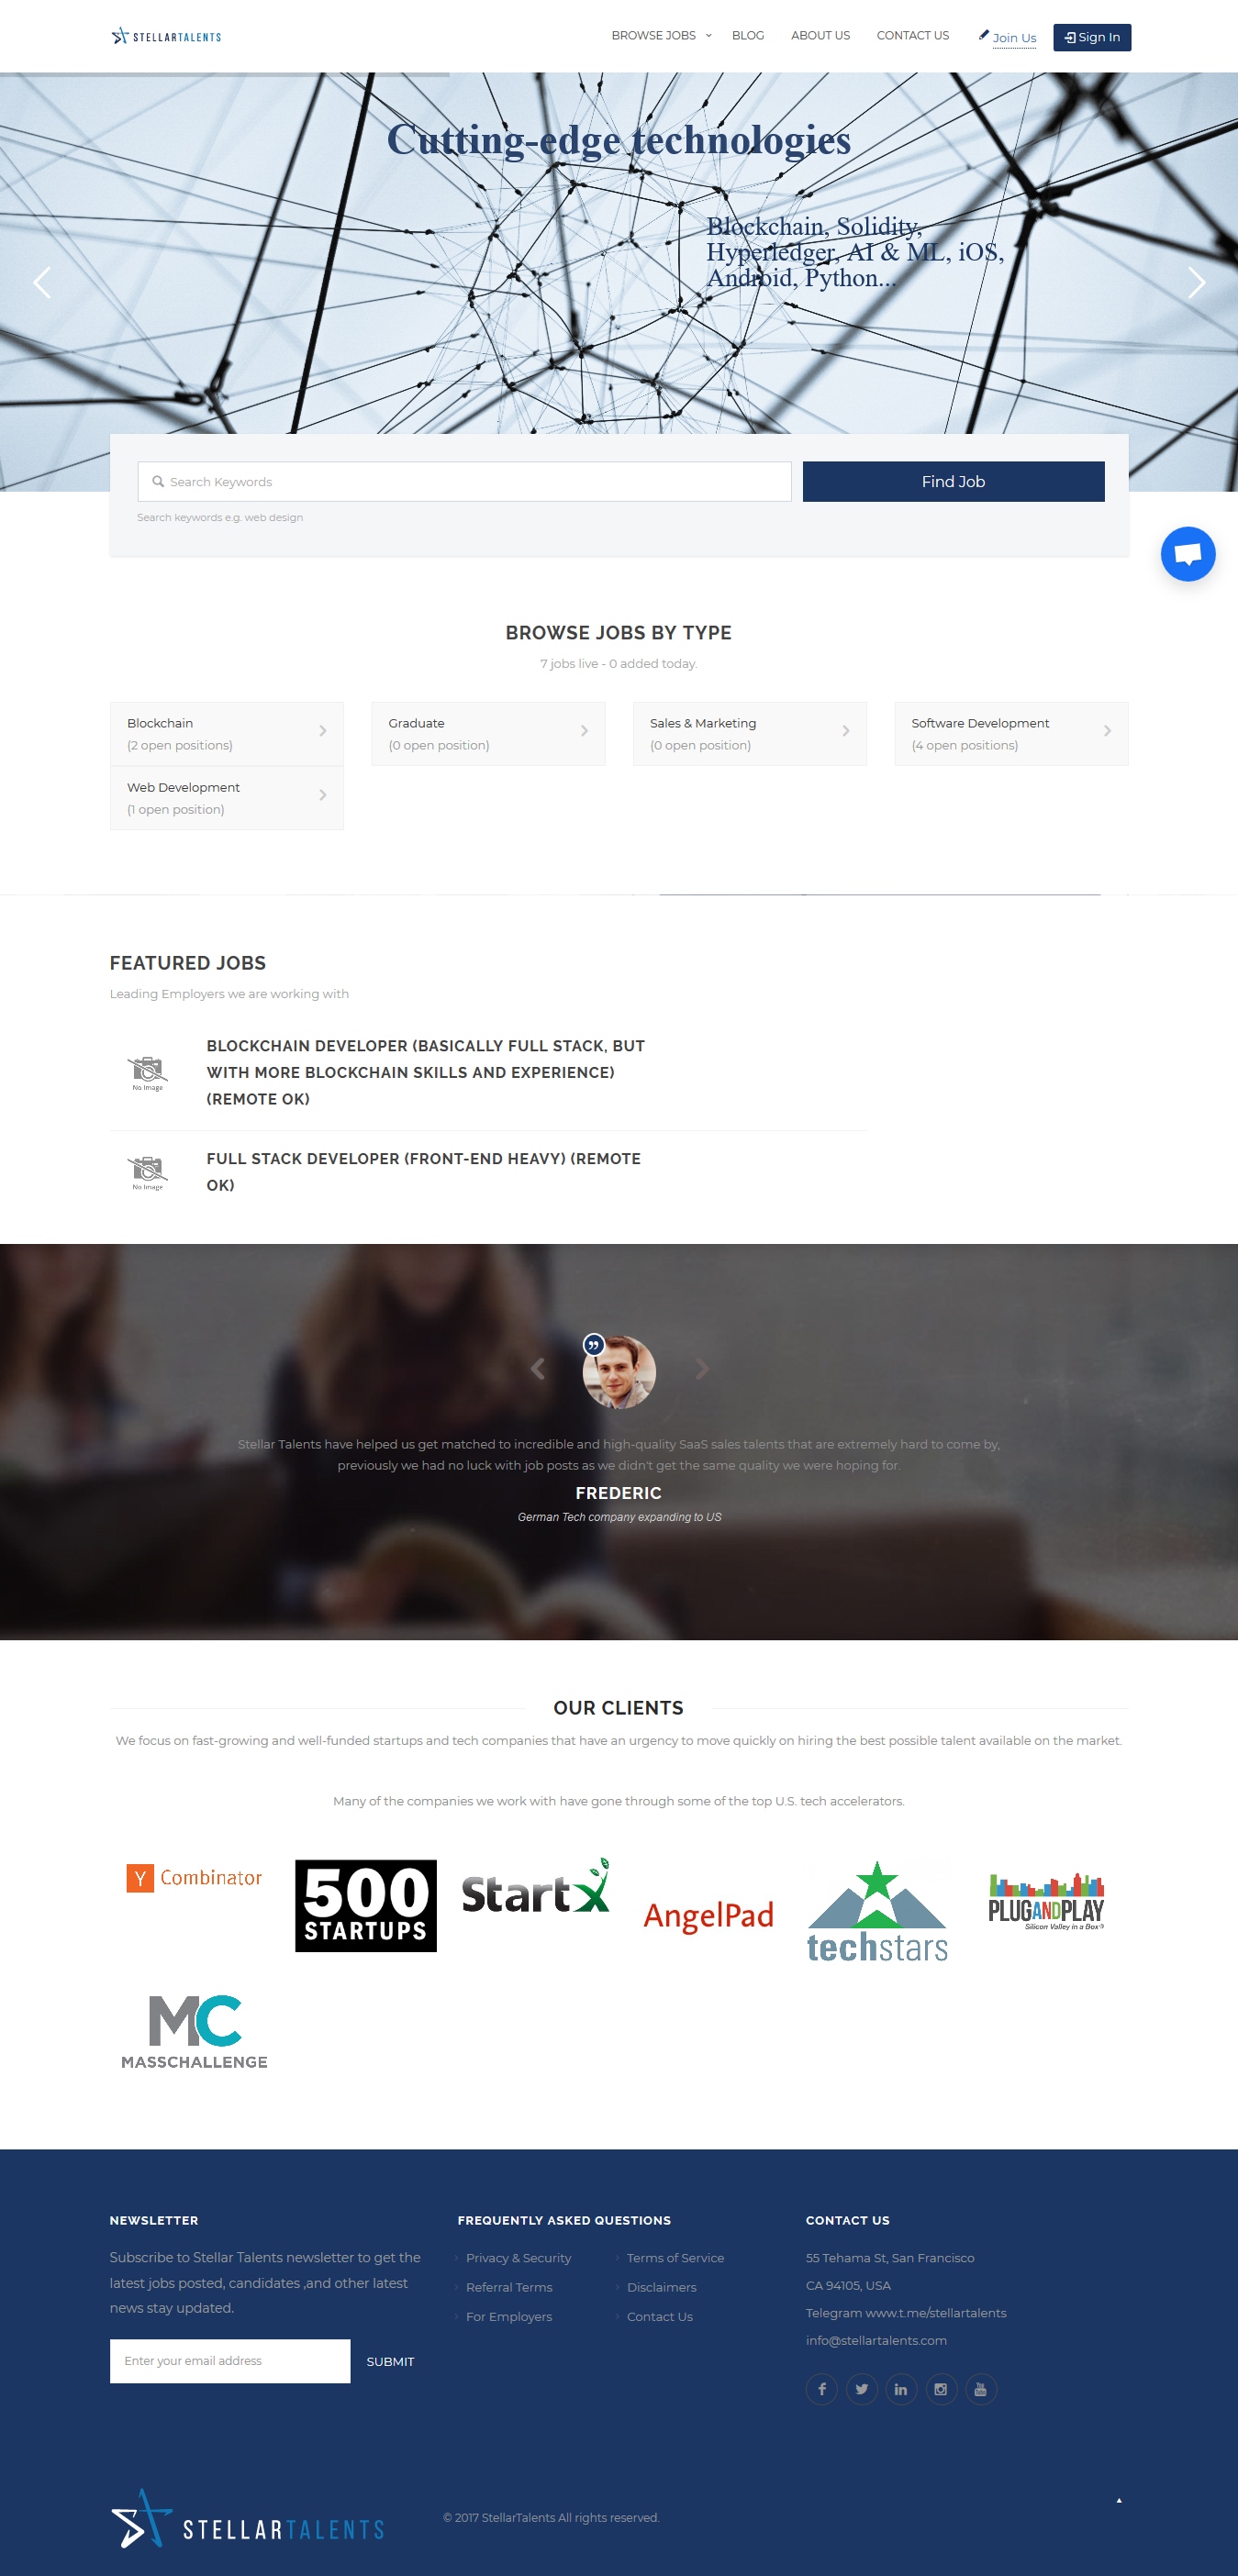 STELLARTALENTS
BROWSE JOBS
BLOG
ABOUT US
CONTACT US
Join Us
Sign In
Cutting-edge technologies
Blockchain, Solidity,
Hyperledger, AI & ML, iOS,
Android, Python...
Search Keywords
Find Job
Search keywords e.g. web design
BROWSE JOBS BY TYPE
7 jobs live - 0 added today.
Blockchain
(2 open positions)
Graduate
(0 open position)
Sales & Marketing
(0 open position)
Software Development
(4 open positions)
Web Development
(1 open position)
FEATURED JOBS
Leading Employers we are working with
No Image
BLOCKCHAIN DEVELOPER (BASICALLY FULL STACK, BUT
WITH MORE BLOCKCHAIN SKILLS AND EXPERIENCE)
(REMOTE OK)
No Image
FULL STACK DEVELOPER (FRONT-END HEAVY) (REMOTE
OK)
Stellar Talents have helped us get matched to incredible and high-quality SaaS sales talents that are extremely hard to come by,
previously we had no luck with job posts as we didn't get the same quality we were hoping for.
FREDERIC
German Tech company expanding to US
OUR CLIENTS
We focus on fast-growing and well-funded startups and tech companies that have an urgency to move quickly on hiring the best possible talent available on the market.
Many of the companies we work with have gone through some of the top U.S. tech accelerators.
Y Combinator
500
STARTUPS
StartX
AngelPad
techstars
PLUGANDPLAY
Silicon Valley in a Box
MC
MASSCHALLENGE
NEWSLETTER
Subscribe to Stellar Talents newsletter to get the
latest jobs posted, candidates ,and other latest
news stay updated.
Enter your email address
SUBMIT
FREQUENTLY ASKED QUESTIONS
Privacy & Security
Terms of Service
Referral Terms
Disclaimers
For Employers
Contact Us
CONTACT US
55 Tehama St, San Francisco
CA 94105, USA
Telegram www.t.me/stellartalents
info@stellartalents.com
STELLARTALENTS
© 2017 StellarTalents All rights reserved.